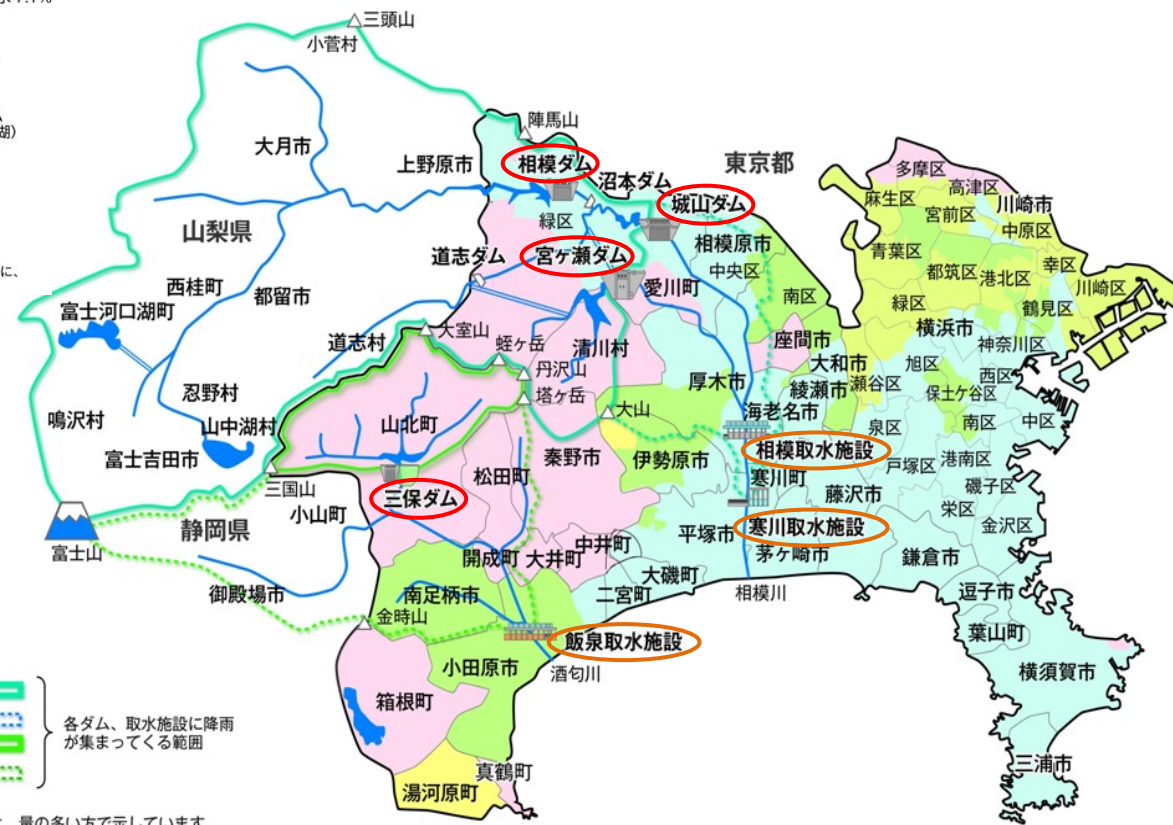 三頭山
小菅村
湖)
陣馬山
大月市
上野原市
相模ダム
沼本ダム
東京都
多摩区
高津区
川崎市
麻生区
宮前区
中原区
城山ダム
緑区
山梨県
道志ダム
宮ヶ瀬ダム
相模原市
中央区
青葉区
都筑区
港北区
幸区
川崎区
に、
西桂町
都留市
愛川町
南区
緑区
鶴見区
富士河口湖町
道志村
大室山
蛭ヶ岳
清川村
座間市
横浜市
神奈川区
大和市
旭区
西区
丹沢山
厚木市
綾瀬市
瀬谷区
保土ケ谷区
忍野村
塔ヶ岳
大山
海老名市
鳴沢村
山中湖村
山北町
泉区
南区
中区
富士吉田市
松田町
秦野市
伊勢原市
相模取水施設
戸塚区
港南区
三国山
三保ダム
寒川町
藤沢市
磯子区
小山町
栄区
静岡県
平塚市
寒川取水施設
金沢区
富士山
開成町
大井町
中井町
茅ヶ崎市
鎌倉市
御殿場市
南足柄市
大磯町
二宮町
相模川
逗子市
金時山
飯泉取水施設
葉山町
小田原市
酒匂川
横須賀市
箱根町
各ダム、取水施設に降雨
が集まってくる範囲
真鶴町
三浦市
湯河原町
量の多い方で示しています